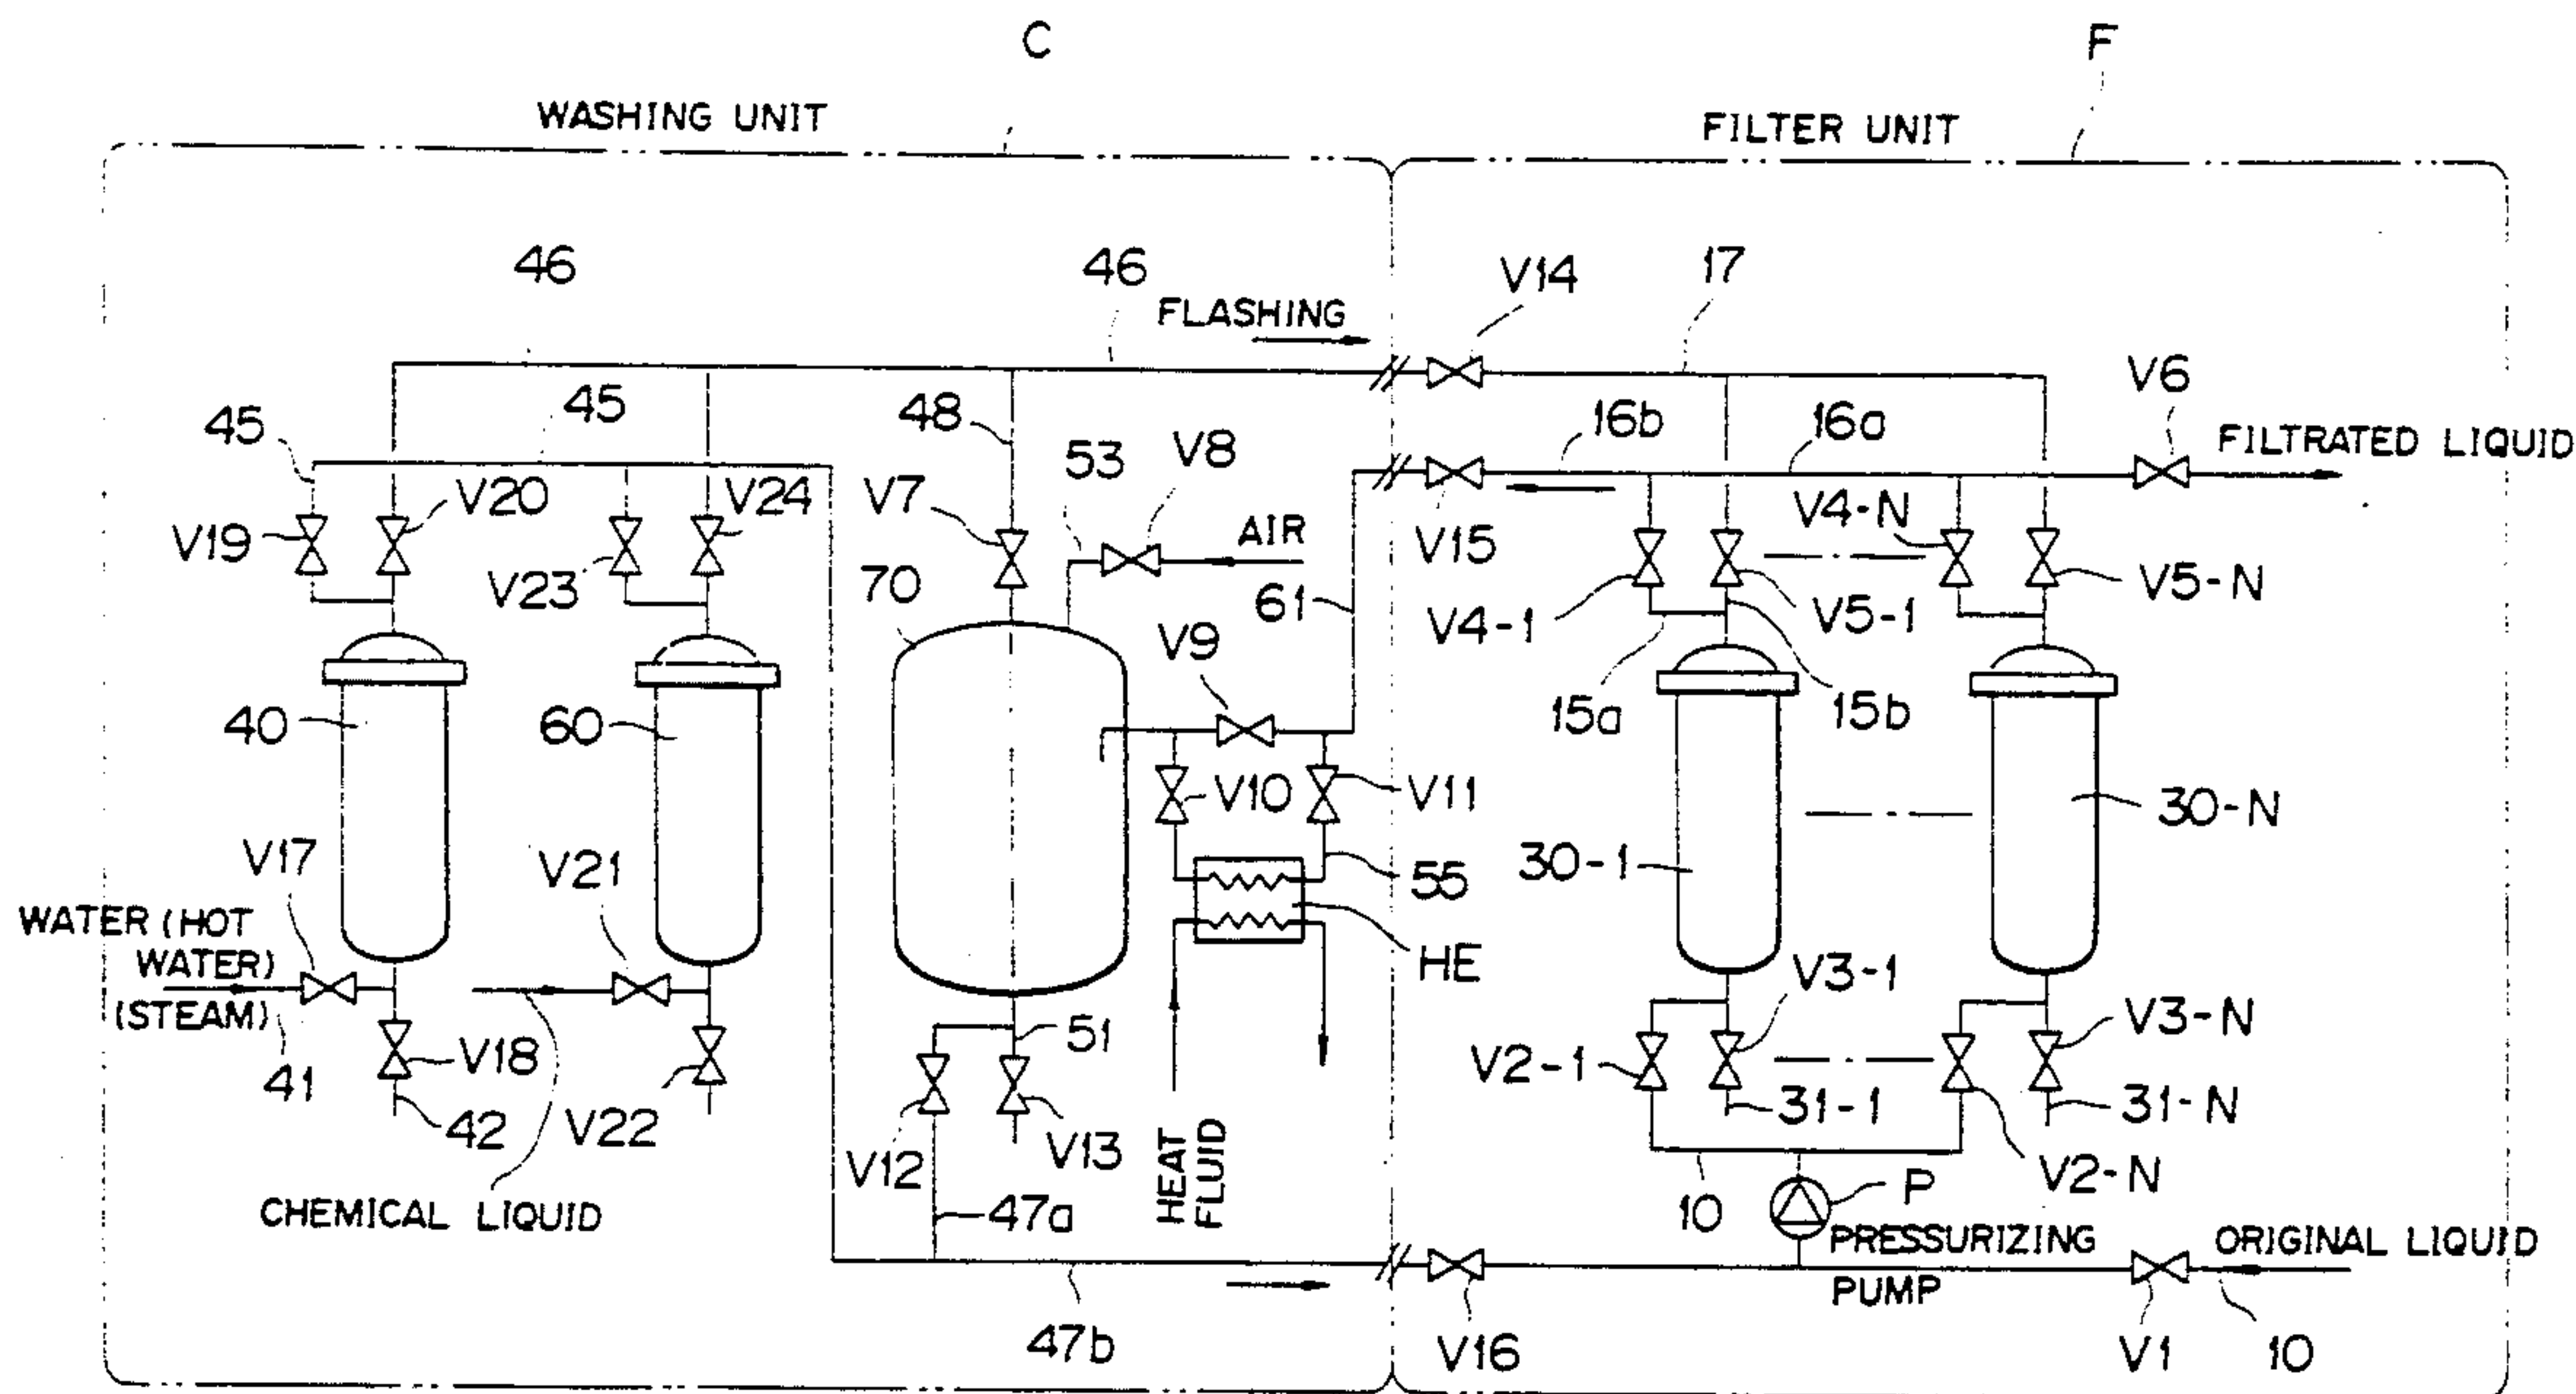 C
F
WASHING UNIT
FILTER UNIT
46
46
V14
17
FLASHING
V6
45
45
48
16b
16a
FILTRATED LIQUID
53
V8
V20
V24
V7
V4-N
AIR
V19
V15
V23
70
V5-N
61
V4-1
V5-1
V9
40
60
15a
15b
V10
V11
30-N
V17
V21
30-1
55
WATER (HOT
WATER)
(STEAM)
HE
V3-1
V3-N
51
V18
V2-1
41
42
V22
31-1
31-N
V12
V13
HEAT
FLUID
V2-N
P
CHEMICAL LIQUID
47a
10
PRESSURIZING
PUMP
ORIGINAL LIQUID
47b
V16
V1
10